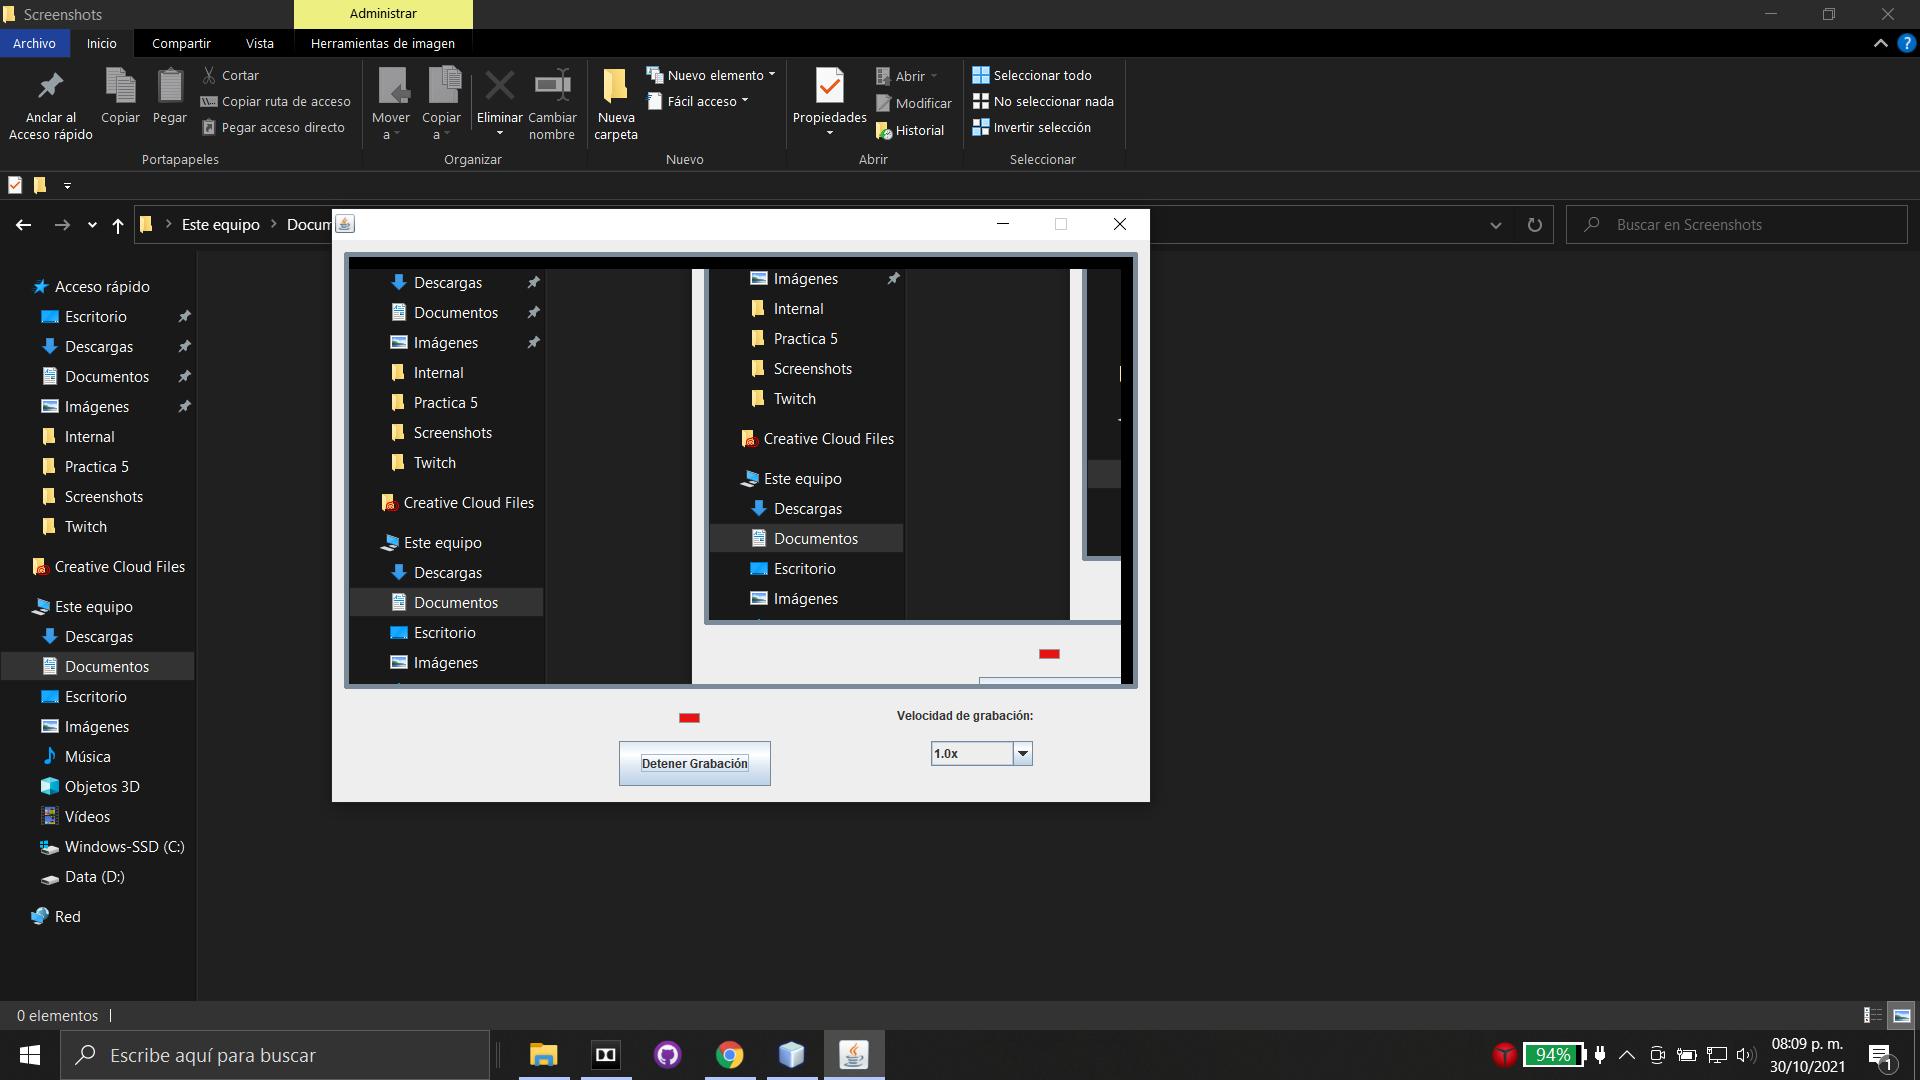 Screenshots
Administrar
Archivo
Inicio
Compartir
Vista
Herramientas de imagen
Anclar al
Acceso rápido
Copiar
Pegar
Cortar
Copiar ruta de acceso
Pegar acceso directo
Portapapeles
Mover
a
Copiar
a
Eliminar
Cambiar
nombre
Organizar
Nueva
carpeta
Nuevo elemento
Fácil acceso
Nuevo
Propiedades
Abrir
Modificar
Historial
Abrir
Seleccionar todo
No seleccionar nada
Invertir selección
Seleccionar
Este equipo
Docum
Buscar en Screenshots
Acceso rápido
Escritorio
Descargas
Documentos
Imágenes
Internal
Practica 5
Screenshots
Twitch
Creative Cloud Files
Este equipo
Descargas
Documentos
Escritorio
Imágenes
Música
Objetos 3D
Vídeos
Windows-SSD (C:)
Data (D:)
Red
Descargas
Documentos
Imágenes
Internal
Practica 5
Screenshots
Twitch
Creative Cloud Files
Este equipo
Descargas
Documentos
Escritorio
Imágenes
Imágenes
Internal
Practica 5
Screenshots
Twitch
Creative Cloud Files
Este equipo
Descargas
Documentos
Escritorio
Imágenes
Detener Grabación
Velocidad de grabación:
1.0x
0 elementos
Escribe aquí para buscar
94%
08:09 p. m.
30/10/2021
1